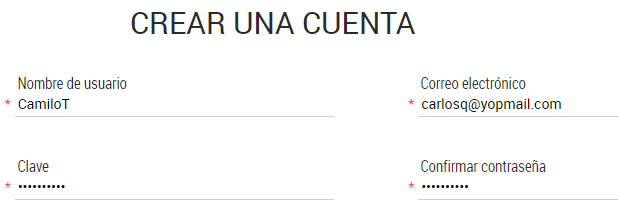 CREAR UNA CUENTA
Nombre de usuario
* CamiloT
Correo electrónico
* carlosq@yopmail.com
Clave
* ••••••••••
Confirmar contraseña
* ••••••••••